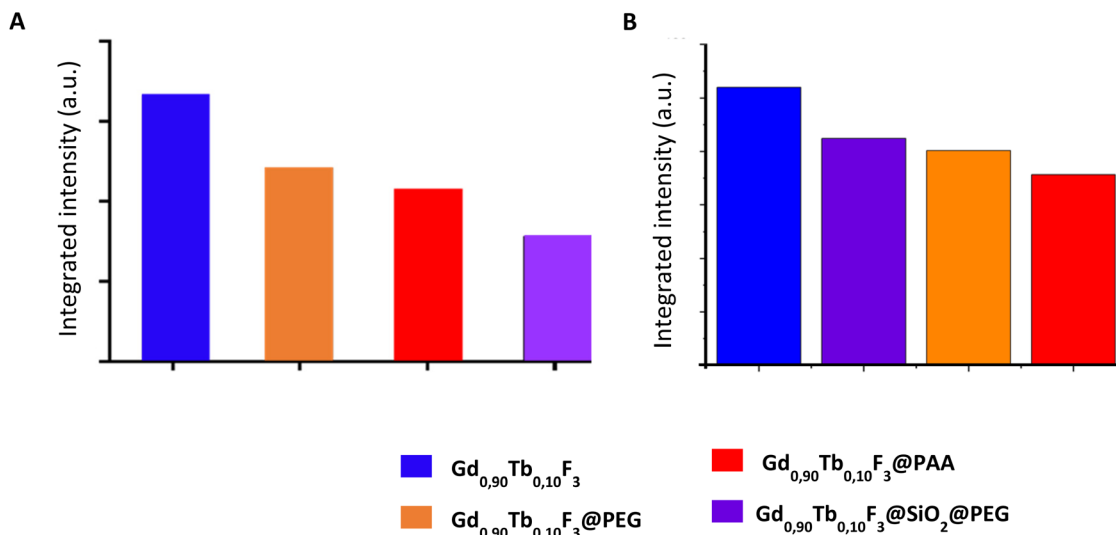 A
B
Integrated intensity (a.u.)
Integrated intensity (a.u.)
Gd0,90Tb0,10F3
Gd0,90Tb0,10F3@PEG
Gd0,90Tb0,10F3@PAA
Gd0,90Tb0,10F3@SiO2@PEG